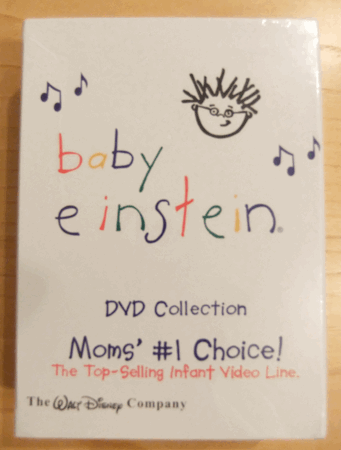 baby
einstein®
DVD Collection
Moms' #1 Choice!
The Top-Selling Infant Video Line.
The Walt Disney Company